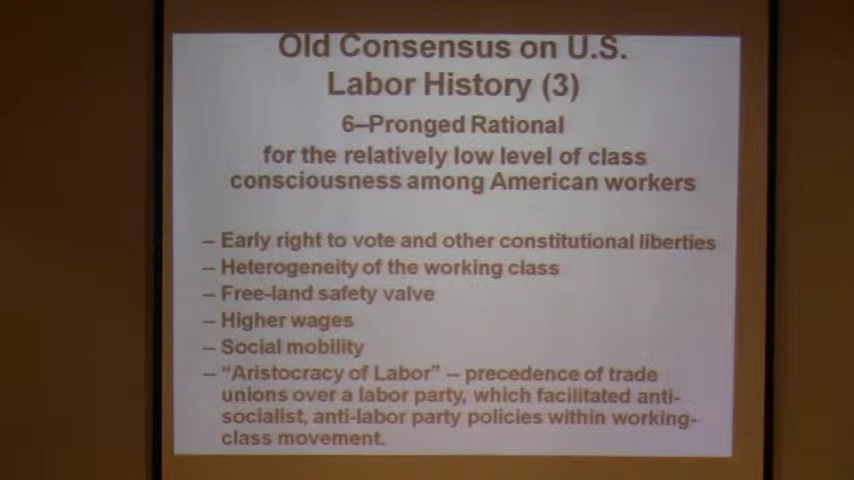 Old Consensus on U.S.
Labor History (3)
6–Pronged Rational
for the relatively low level of class
consciousness among American workers
– Early right to vote and other constitutional liberties
– Heterogeneity of the working class
– Free-land safety valve
– Higher wages
– Social mobility
– “Aristocracy of Labor” – precedence of trade
unions over a labor party, which facilitated anti-
socialist, anti-labor party policies within working-
class movement.